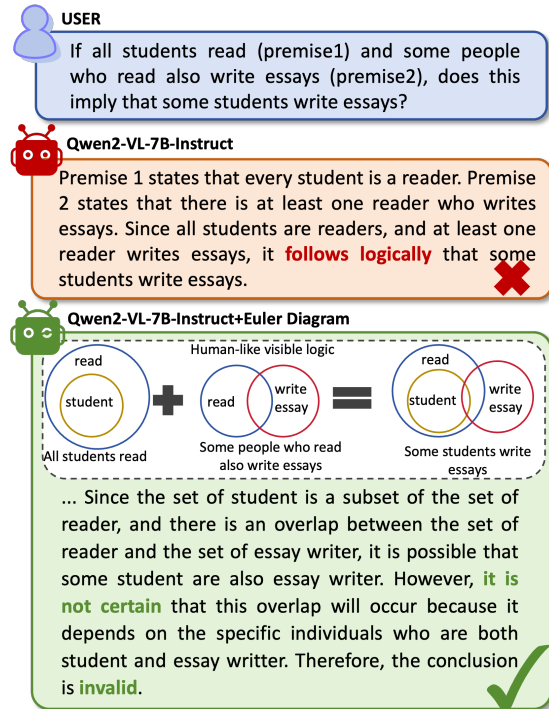 USER
If all students read (premise1) and some people
who read also write essays (premise2), does this
imply that some students write essays?
Qwen2-VL-7B-Instruct
Premise 1 states that every student is a reader. Premise
2 states that there is at least one reader who writes
essays. Since all students are readers, and at least one
reader writes essays, it follows logically that some
students write essays.
Qwen2-VL-7B-Instruct+Euler Diagram
Human-like visible logic
read
student
All students read
read
write
essay
Some people who read
also write essays
read
student
write
essay
Some students write
essays
... Since the set of student is a subset of the set of
reader, and there is an overlap between the set of
reader and the set of essay writer, it is possible that
some student are also essay writer. However, it is
not certain that this overlap will occur because it
depends on the specific individuals who are both
student and essay writter. Therefore, the conclusion
is invalid.